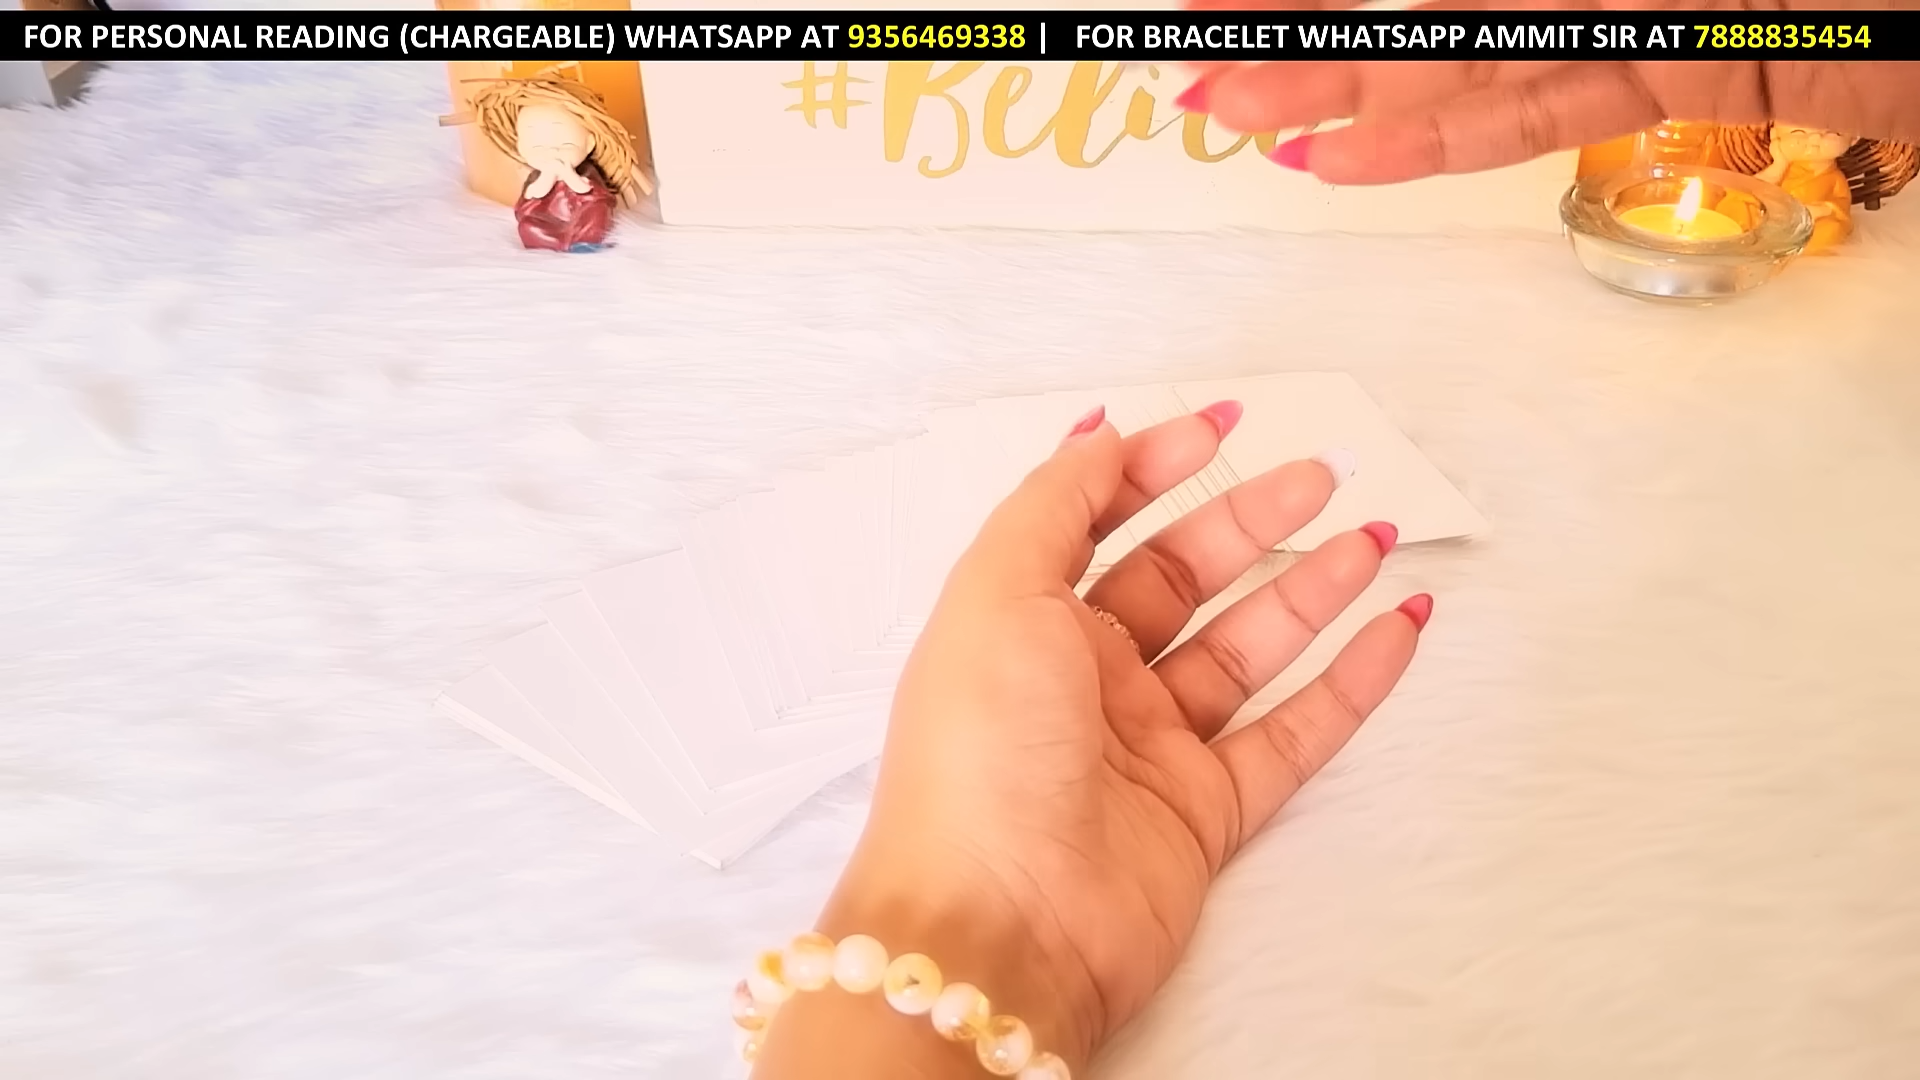 FOR PERSONAL READING (CHARGEABLE) WHATSAPP AT 9356469338 | FOR BRACELET WHATSAPP AMMIT SIR AT 7888835454